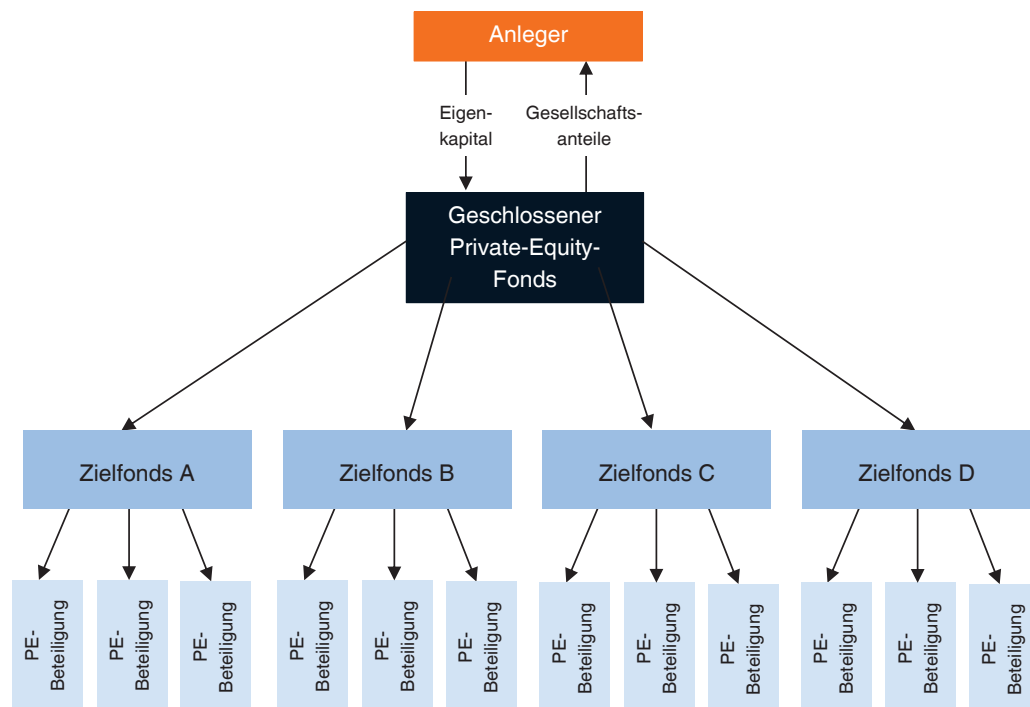 Anleger
Eigen-
kapital
Gesellschafts-
anteile
Geschlossener
Private-Equity-
Fonds
Zielfonds A
Zielfonds B
Zielfonds C
Zielfonds D
PE-
Beteiligung
PE-
Beteiligung
PE-
Beteiligung
PE-
Beteiligung
PE-
Beteiligung
PE-
Beteiligung
PE-
Beteiligung
PE-
Beteiligung
PE-
Beteiligung
PE-
Beteiligung
PE-
Beteiligung
PE-
Beteiligung